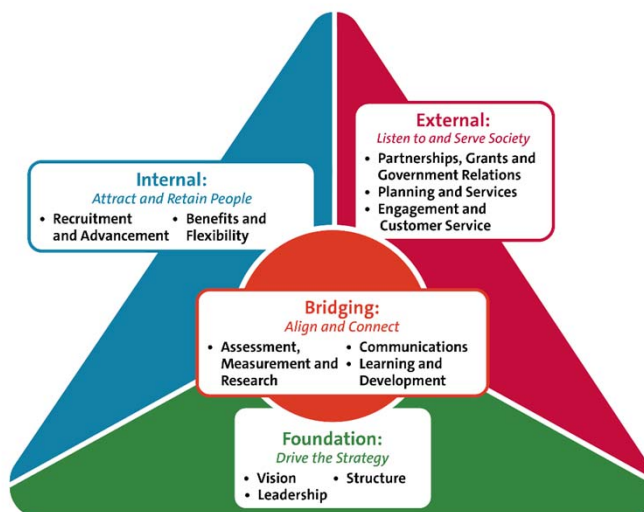 External:
Listen to and Serve Society
• Partnerships, Grants and
Government Relations
• Planning and Services
• Engagement and
Customer Service
Internal:
Attract and Retain People
• Recruitment
and Advancement
• Benefits and
Flexibility
Bridging:
Align and Connect
• Assessment,
Measurement and
Research
• Communications
• Learning and
Development
Foundation:
Drive the Strategy
• Vision
• Leadership
• Structure